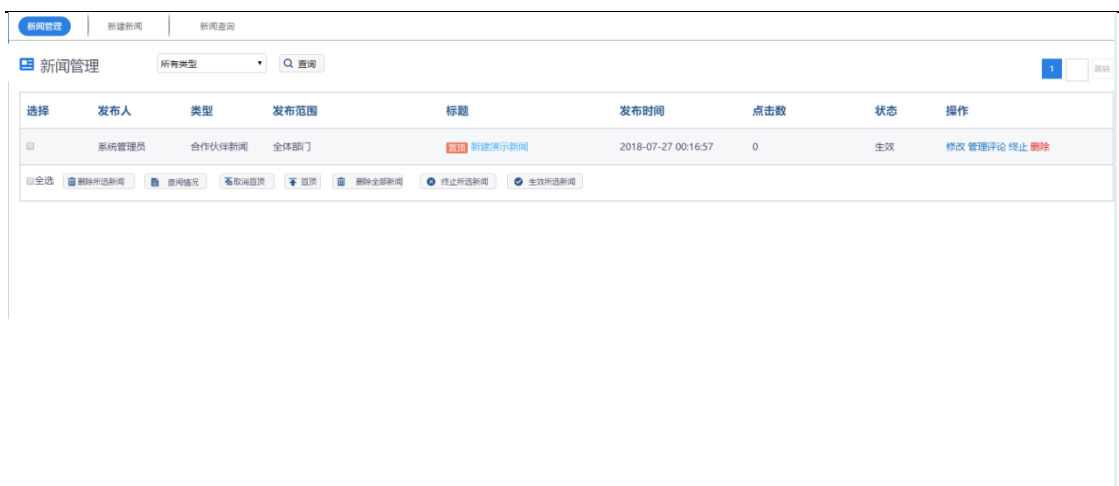 新闻管理 新建新闻 新闻查询
新闻管理 所有类型 查询 1 跳转
选择 发布人 类型 发布范围 标题 发布时间 点击数 状态 操作
系统管理员 合作伙伴新闻 全体部门 置顶 新建演示新闻 2018-07-27 00:16:57 0 生效 修改 管理评论 终止 删除
全选 删除所选新闻 查阅情况 取消置顶 置顶 删除全部新闻 终止所选新闻 生效所选新闻